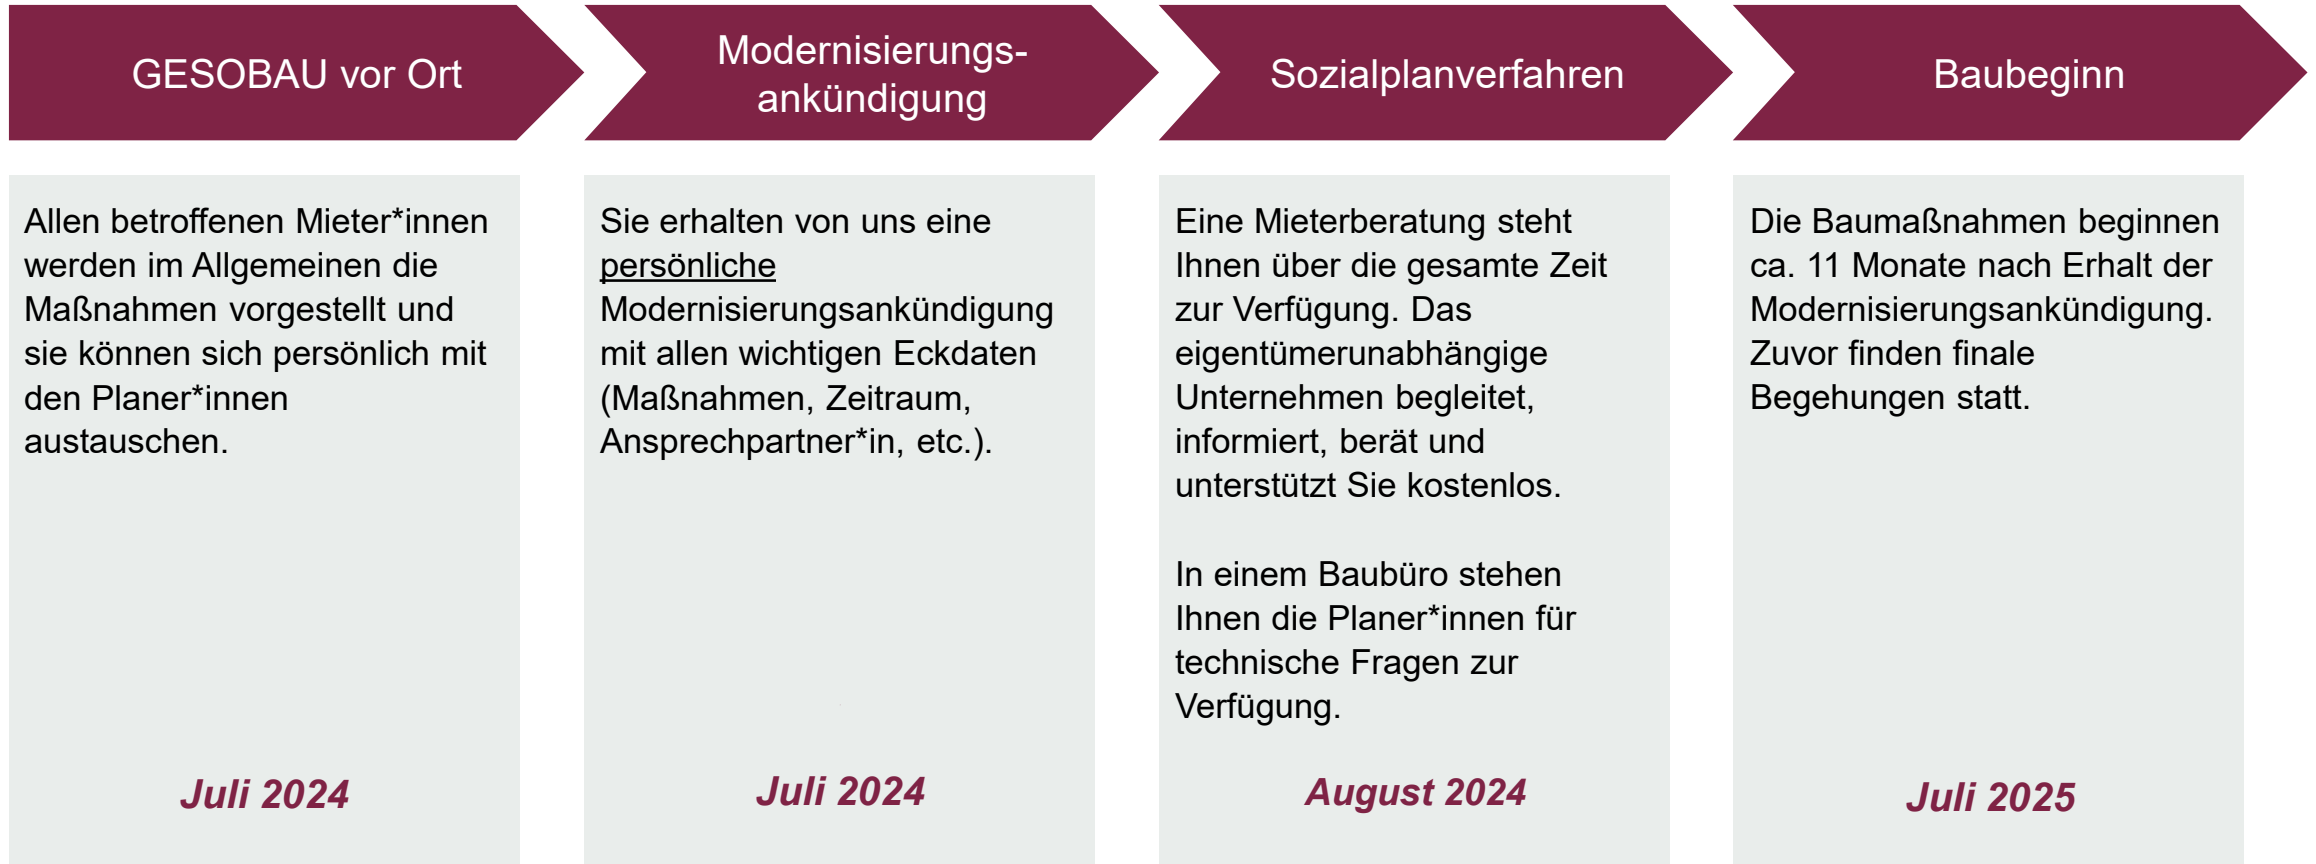 GESOBAU vor Ort
Modernisierungs-
ankündigung
Sozialplanverfahren
Baubeginn
Allen betroffenen Mieter*innen
werden im Allgemeinen die
Maßnahmen vorgestellt und
sie können sich persönlich mit
den Planer*innen
austauschen.
Juli 2024
Sie erhalten von uns eine
persönliche
Modernisierungsankündigung
mit allen wichtigen Eckdaten
(Maßnahmen, Zeitraum,
Ansprechpartner*in, etc.).
Juli 2024
Eine Mieterberatung steht
Ihnen über die gesamte Zeit
zur Verfügung. Das
eigentümerunabhängige
Unternehmen begleitet,
informiert, berät und
unterstützt Sie kostenlos.
In einem Baubüro stehen
Ihnen die Planer*innen für
technische Fragen zur
Verfügung.
August 2024
Die Baumaßnahmen beginnen
ca. 11 Monate nach Erhalt der
Modernisierungsankündigung.
Zuvor finden finale
Begehungen statt.
Juli 2025